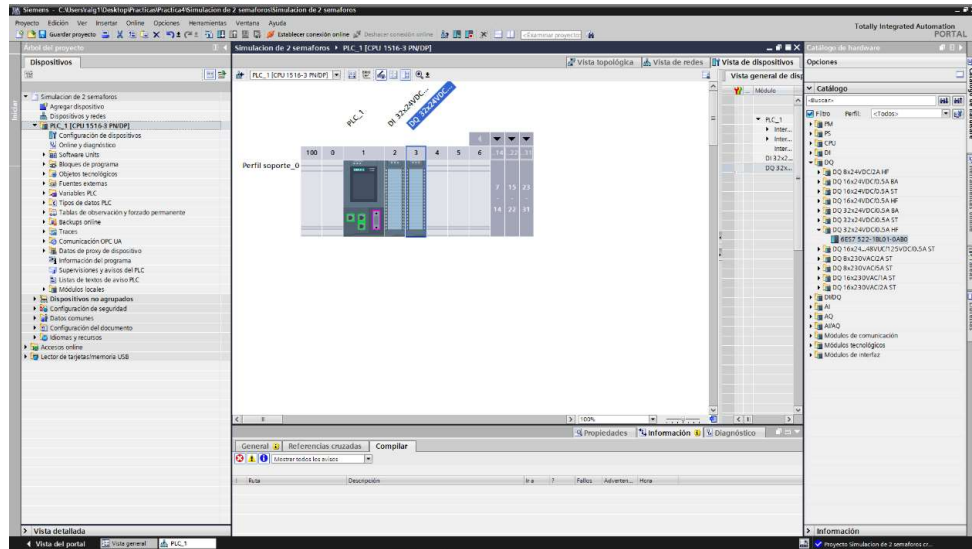 Siemens - C:\Users\raig1\Desktop\Practicas\Practica4\Simulacion de 2 semaforos\Simulacion de 2 semaforos
Proyecto Edición Ver Insertar Online Opciones Herramientas Ventana Ayuda
Guardar proyecto Establecer conexión online Deshacer conexión online <Examinar proyecto>
Totally Integrated Automation
PORTAL
Árbol del proyecto
Dispositivos
Simulacion de 2 semaforos
Agregar dispositivo
Dispositivos y redes
PLC_1 [CPU 1516-3 PN/DP]
Configuración de dispositivos
Online y diagnóstico
Software Units
Bloques de programa
Objetos tecnológicos
Fuentes externas
Variables PLC
Tipos de datos PLC
Tablas de observación y forzado permanente
Backups online
Traces
Comunicación OPC UA
Datos de proxy de dispositivo
Información del programa
Supervisiones y avisos del PLC
Listas de textos de aviso PLC
Módulos locales
Dispositivos no agrupados
Configuración de seguridad
Datos comunes
Configuración del documento
Idiomas y recursos
Accesos online
Lector de tarjetas/memoria USB
Vista detallada
Iniciar
Simulacion de 2 semaforos PLC_1 [CPU 1516-3 PN/DP]
Vista topológica Vista de redes Vista de dispositivos
PLC_1 [CPU 1516-3 PN/DP]
PLC_1
DI 32x24VDC...
DQ 32x24VDC...
100 0 1 2 3 4 5 6
Perfil soporte_0
7 15 23
14 22 31
100%
Vista general de disp
Módulo
PLC_1
Inter...
Inter...
Inter...
DI 32x2...
DQ 32x...
Propiedades Información Diagnóstico
General Referencias cruzadas Compilar
Mostrar todos los avisos
Ruta Descripción Ir a ? Fallos Adverten... Hora
Catálogo de hardware
Opciones
Catálogo
<Buscar>
Filtro Perfil: <Todos>
PM
PS
CPU
DI
DQ
DQ 8x24VDC/2A HF
DQ 16x24VDC/0.5A BA
DQ 16x24VDC/0.5A ST
DQ 16x24VDC/0.5A HF
DQ 32x24VDC/0.5A BA
DQ 32x24VDC/0.5A ST
DQ 32x24VDC/0.5A HF
6ES7 522-1BL01-0AB0
DQ 16x24...48VUC/125VDC/0.5A ST
DQ 8x230VAC/2A ST
DQ 8x230VAC/5A ST
DQ 16x230VAC/1A ST
DQ 16x230VAC/2A ST
DI/DQ
AI
AQ
AI/AQ
Módulos de comunicación
Módulos tecnológicos
Módulos de interfaz
Información
Vista del portal Vista general PLC_1
Proyecto Simulacion de 2 semaforos cr...